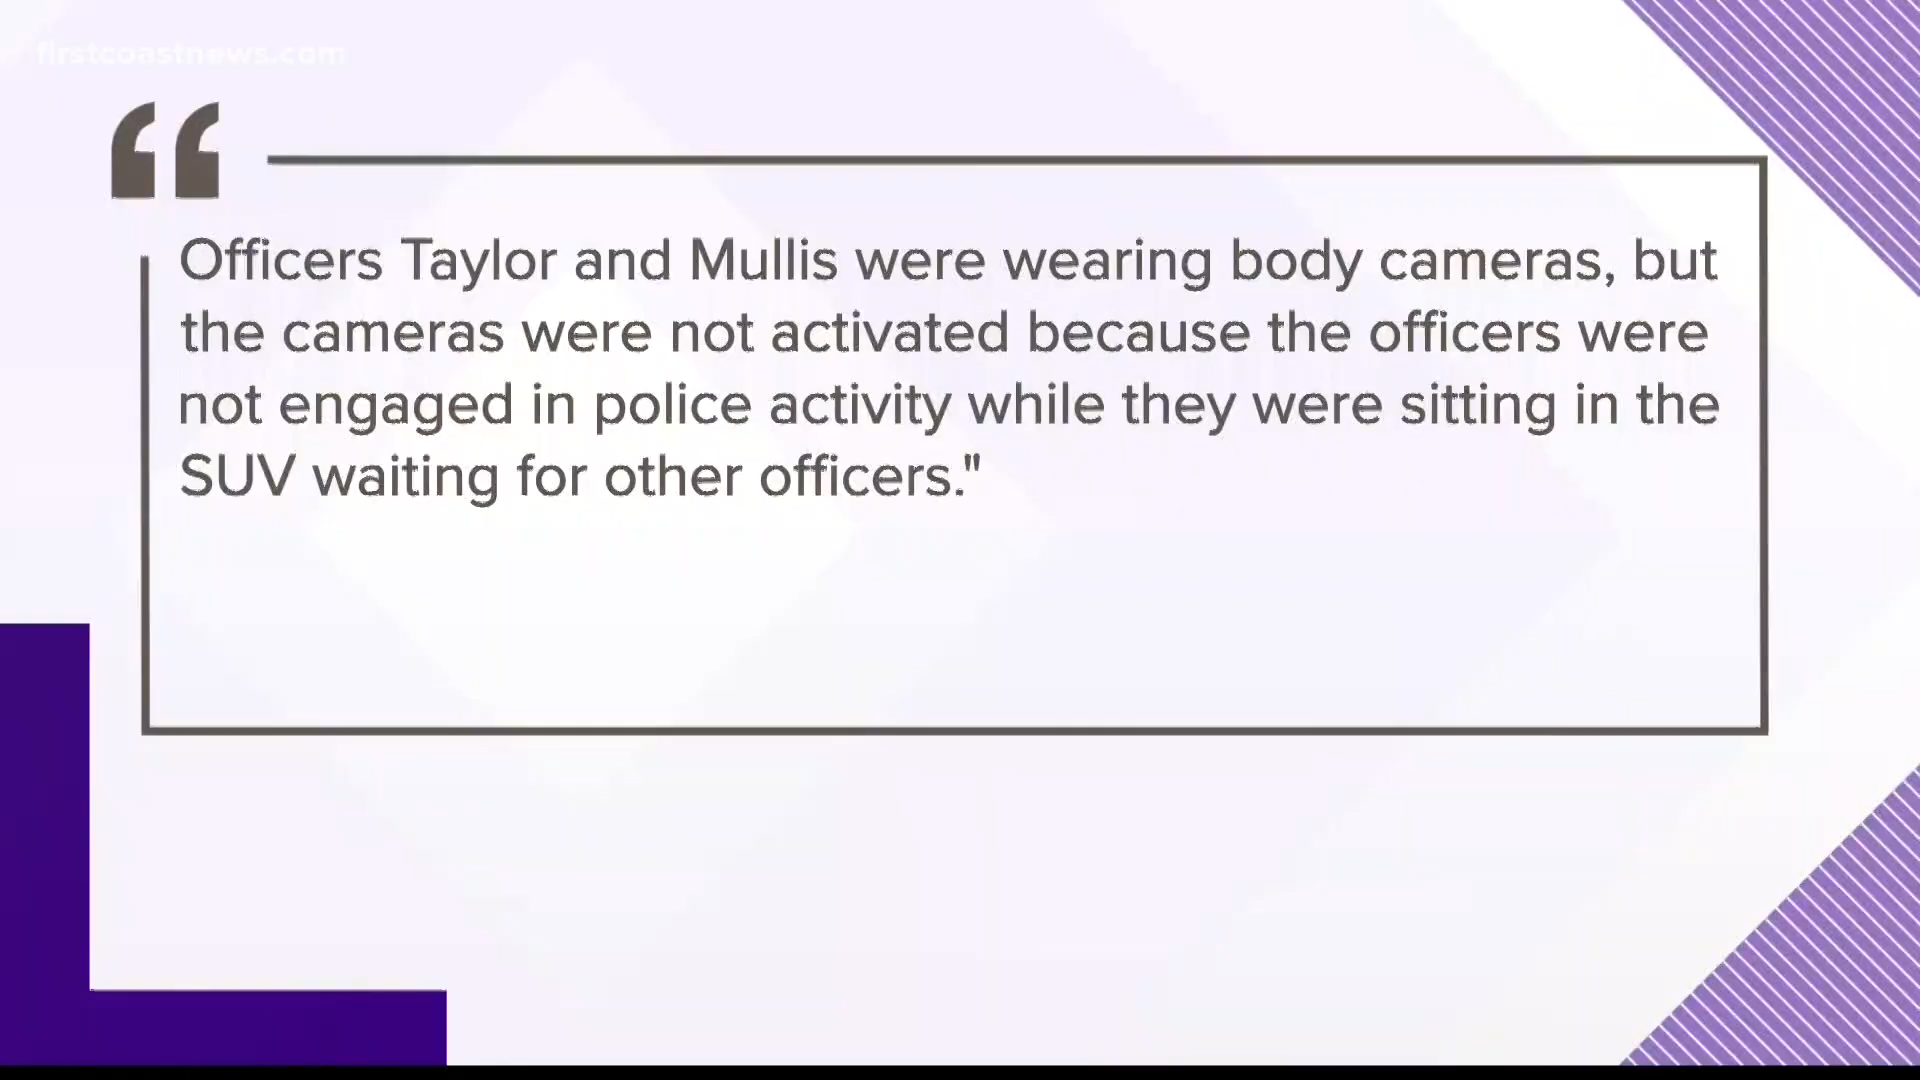 firstcoastnews.com
“
Officers Taylor and Mullis were wearing body cameras, but
the cameras were not activated because the officers were
not engaged in police activity while they were sitting in the
SUV waiting for other officers."